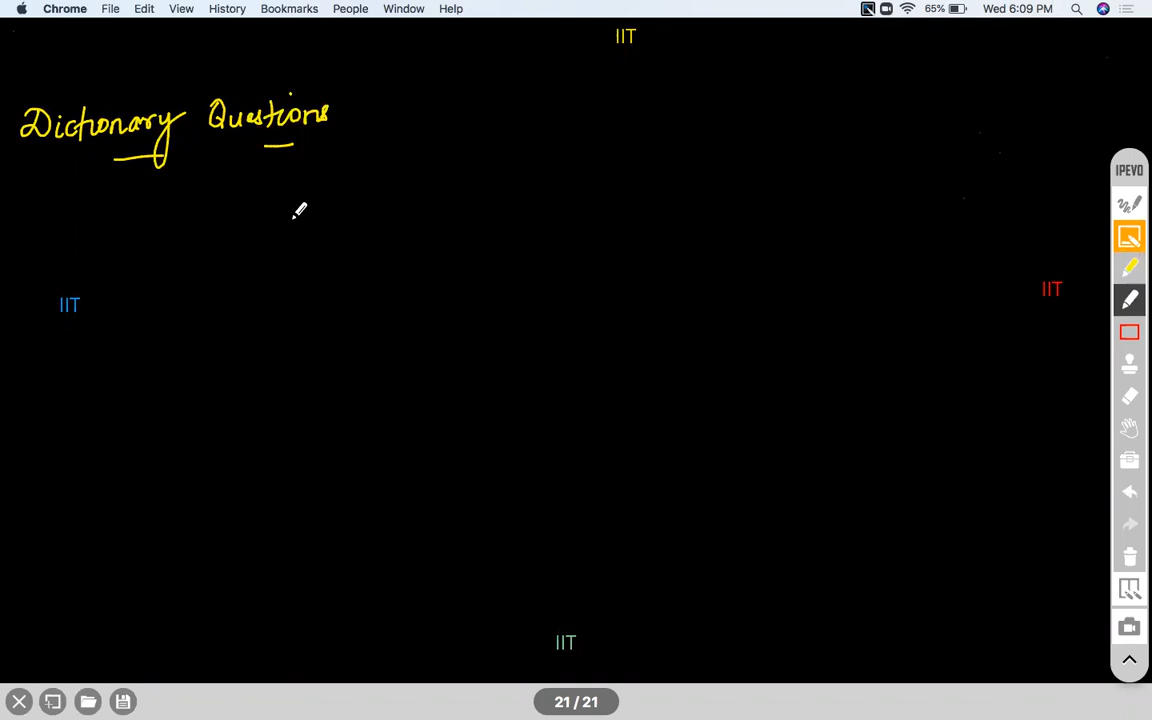 Chrome File Edit View History Bookmarks People Window Help 65% Wed 6:09 PM
IIT
Dictionary Questions
IPEVO
IIT
IIT
IIT
21 / 21